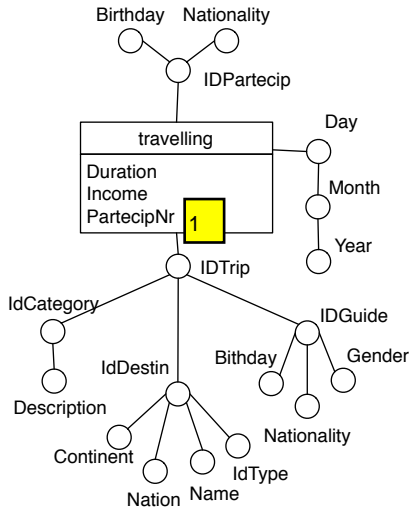 Birthday
Nationality
IDPartecip
travelling
Day
Duration
Income
PartecipNr
1
Month
Year
IDTrip
IdCategory
IDGuide
IdDestin
Bithday
Gender
Description
Nationality
Continent
IdType
Nation
Name